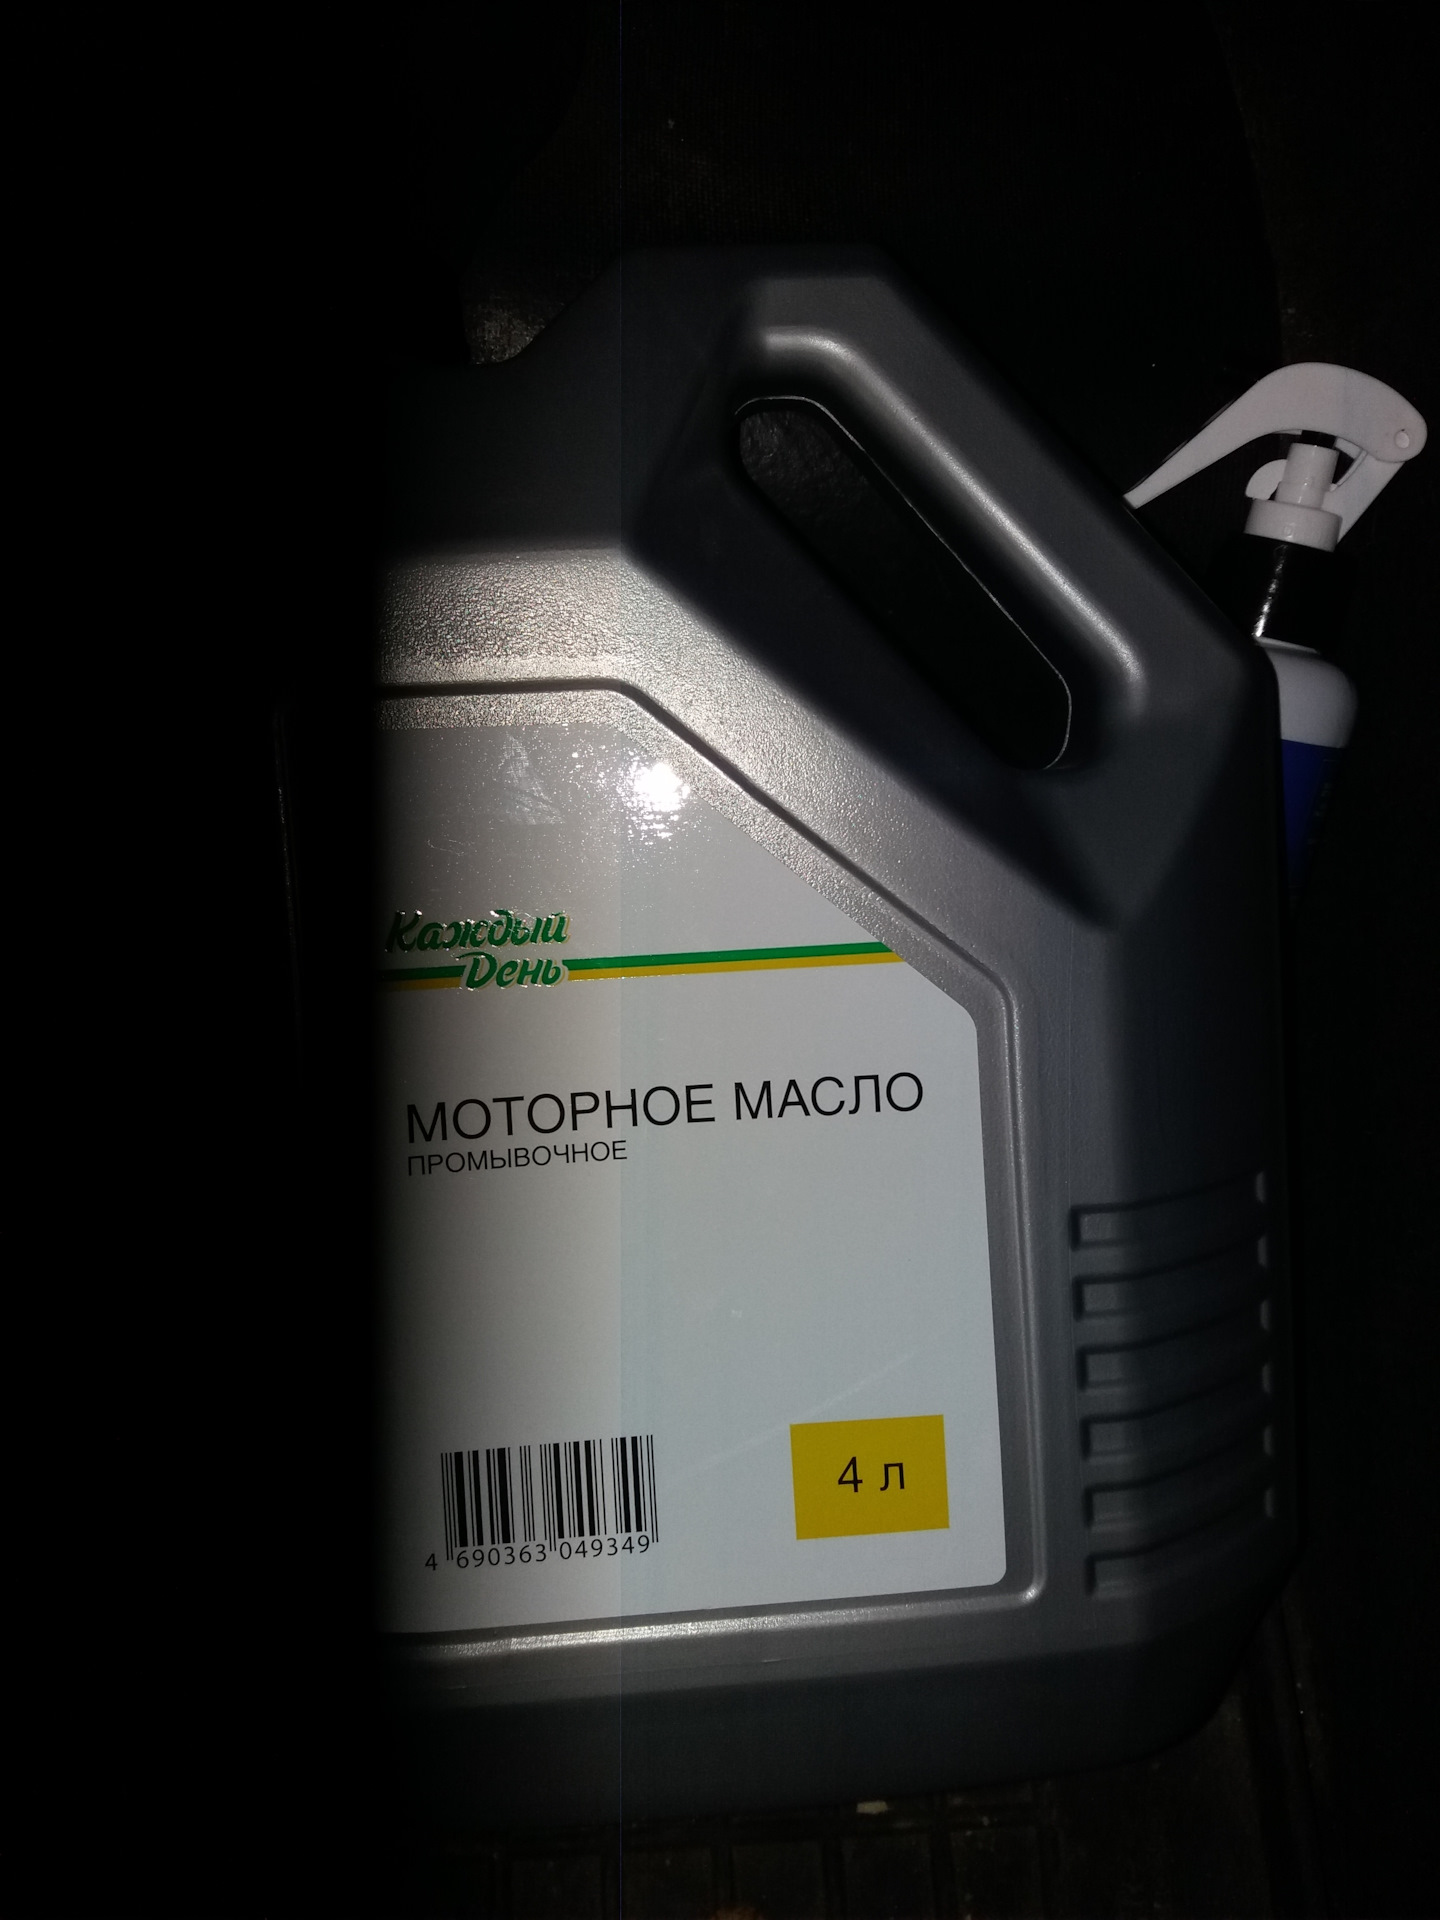 Каждый
День
МОТОРНОЕ МАСЛО
ПРОМЫВОЧНОЕ
4 л
4 690363 049349